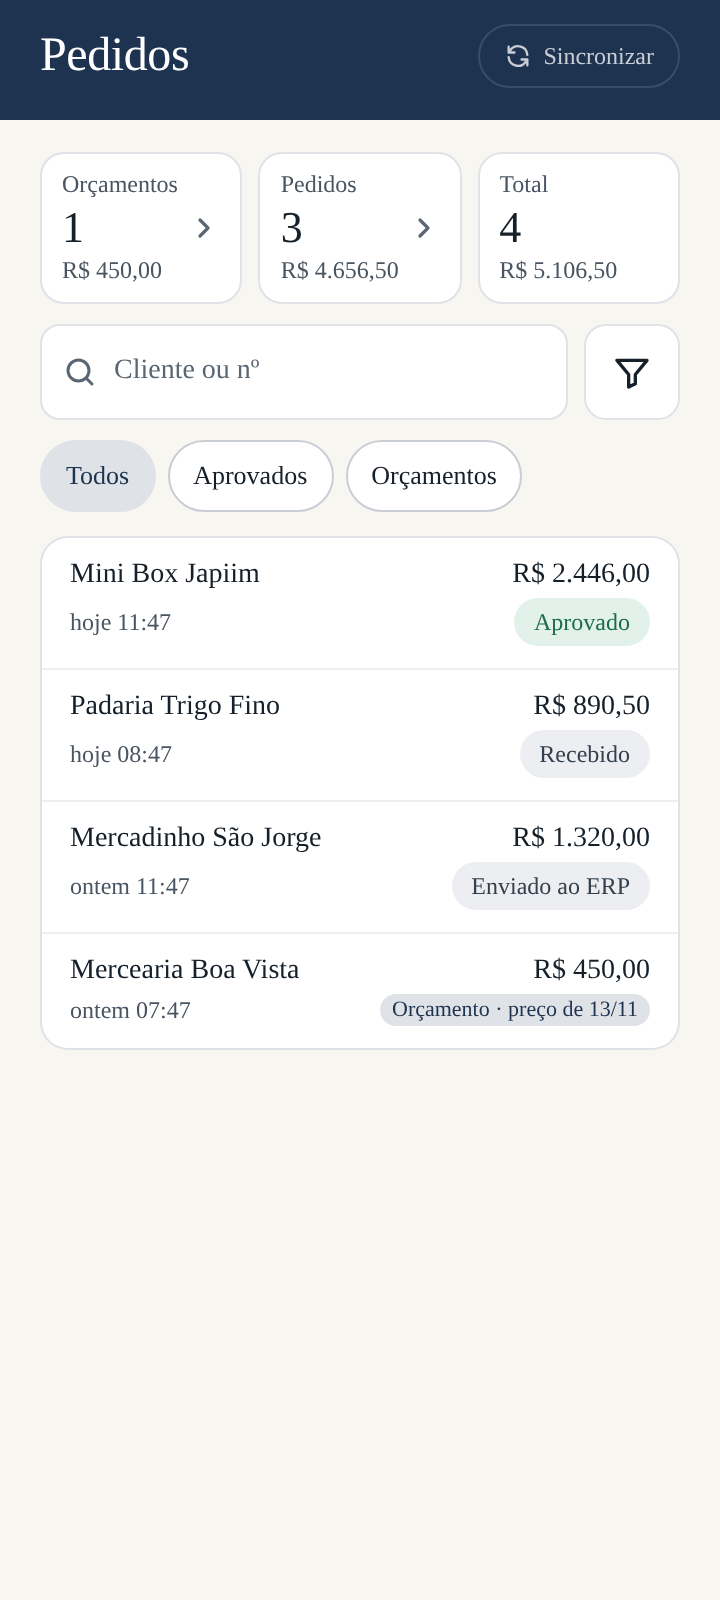 Pedidos
Sincronizar
Orçamentos
1
R$ 450,00
Pedidos
3
R$ 4.656,50
Total
4
R$ 5.106,50
Cliente ou nº
Todos
Aprovados
Orçamentos
Mini Box Japiim
R$ 2.446,00
hoje 11:47
Aprovado
Padaria Trigo Fino
R$ 890,50
hoje 08:47
Recebido
Mercadinho São Jorge
R$ 1.320,00
ontem 11:47
Enviado ao ERP
Mercearia Boa Vista
R$ 450,00
ontem 07:47
Orçamento · preço de 13/11